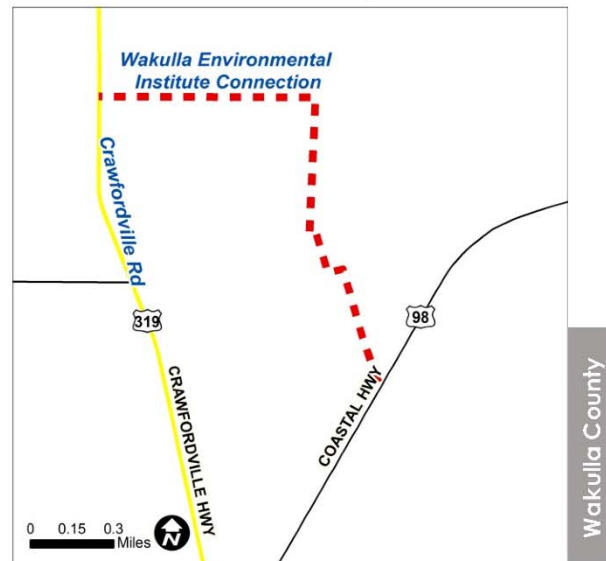 Wakulla Environmental
Institute Connection
Crawfordville Rd
319
98
CRAWFORDVILLE HWY
COASTAL HWY
Wakulla County
0 0.15 0.3
Miles
N